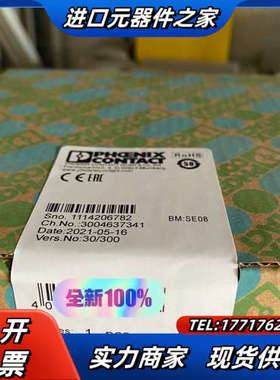 进口元器件之家
PHOENIX
CONTACT
RoHS
Sno. 1114206782
Ch.No.:3004637341
Date:2021-05-16
Vers.No:30/300
BM:SE08
全新100%
开
票
TEL:1771762
实力商家 现货供